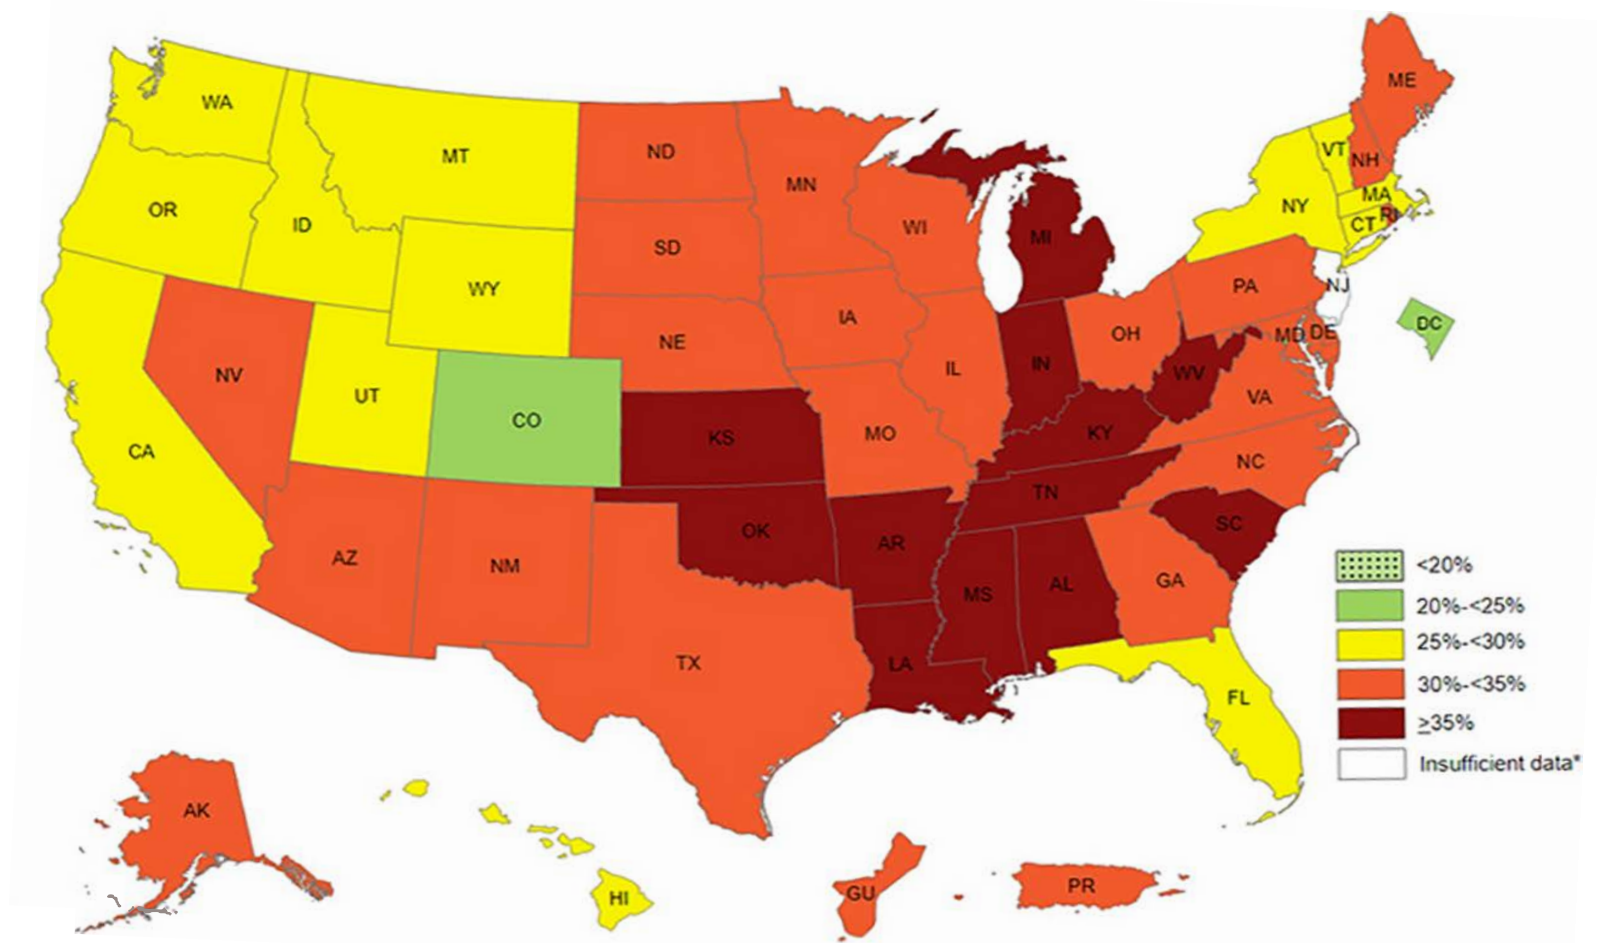 ME
WA
VT
NH
MT
ND
MN
MA
RI
OR
ID
NY
CT
WI
MI
SD
WY
PA
NJ
NE
IA
OH
MD
DE
DC
NV
UT
IL
IN
WV
CO
VA
CA
KS
MO
KY
NC
TN
OK
SC
AR
AZ
NM
MS
AL
GA
TX
LA
FL
<20%
20%-<25%
25%-<30%
30%-<35%
≥35%
Insufficient data*
AK
HI
GU
PR